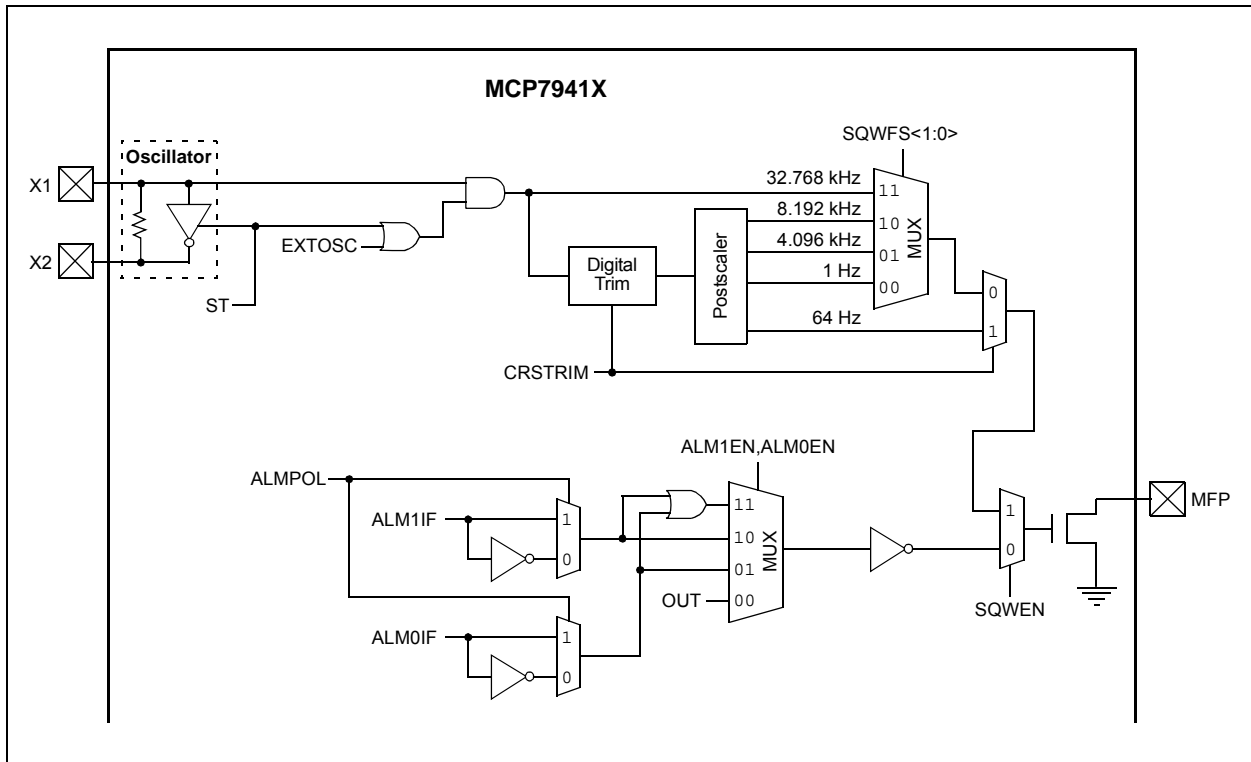 MCP7941X
SQWFS<1:0>
Oscillator
X1
32.768 kHz
11
8.192 kHz
10
MUX
EXTOSC
4.096 kHz
01
X2
Digital
Trim
Postscaler
1 Hz
00
0
ST
64 Hz
1
CRSTRIM
ALM1EN,ALM0EN
ALMPOL
MFP
ALM1IF
1
11
1
0
10
MUX
0
01
OUT
00
SQWEN
ALM0IF
1
0